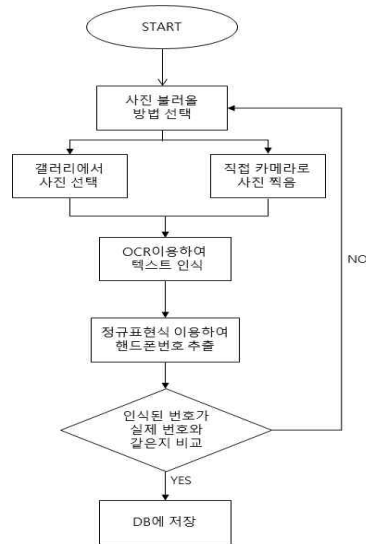 START
사진 불러올
방법 선택
갤러리에서
사진 선택
직접 카메라로
사진 찍음
NO
OCR이용하여
텍스트 인식
정규표현식 이용하여
핸드폰번호 추출
인식된 번호가
실제 번호와
같은지 비교
YES
DB에 저장